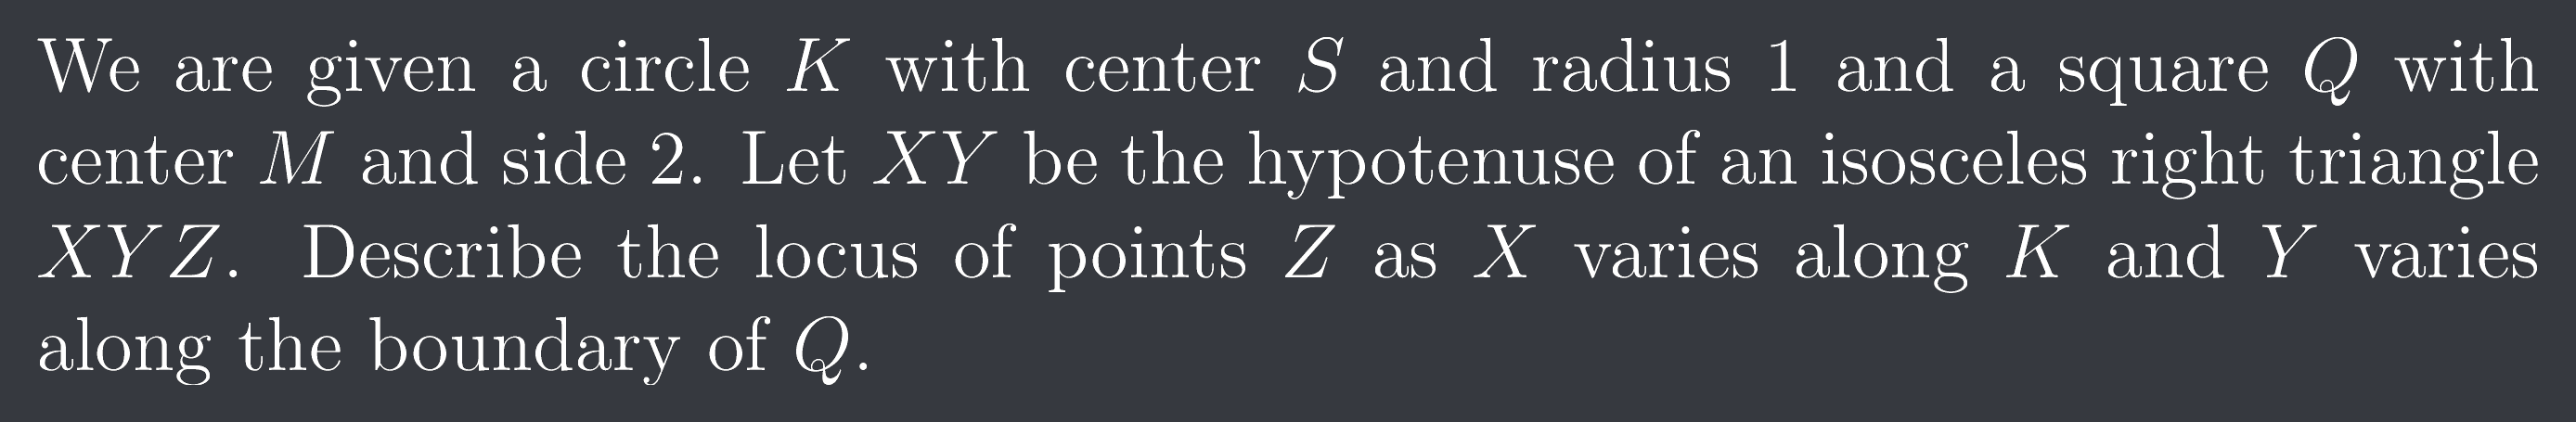 We are given a circle K with center S and radius 1 and a square Q with
center M and side 2. Let XY be the hypotenuse of an isosceles right triangle
XYZ. Describe the locus of points Z as X varies along K and Y varies
along the boundary of Q.